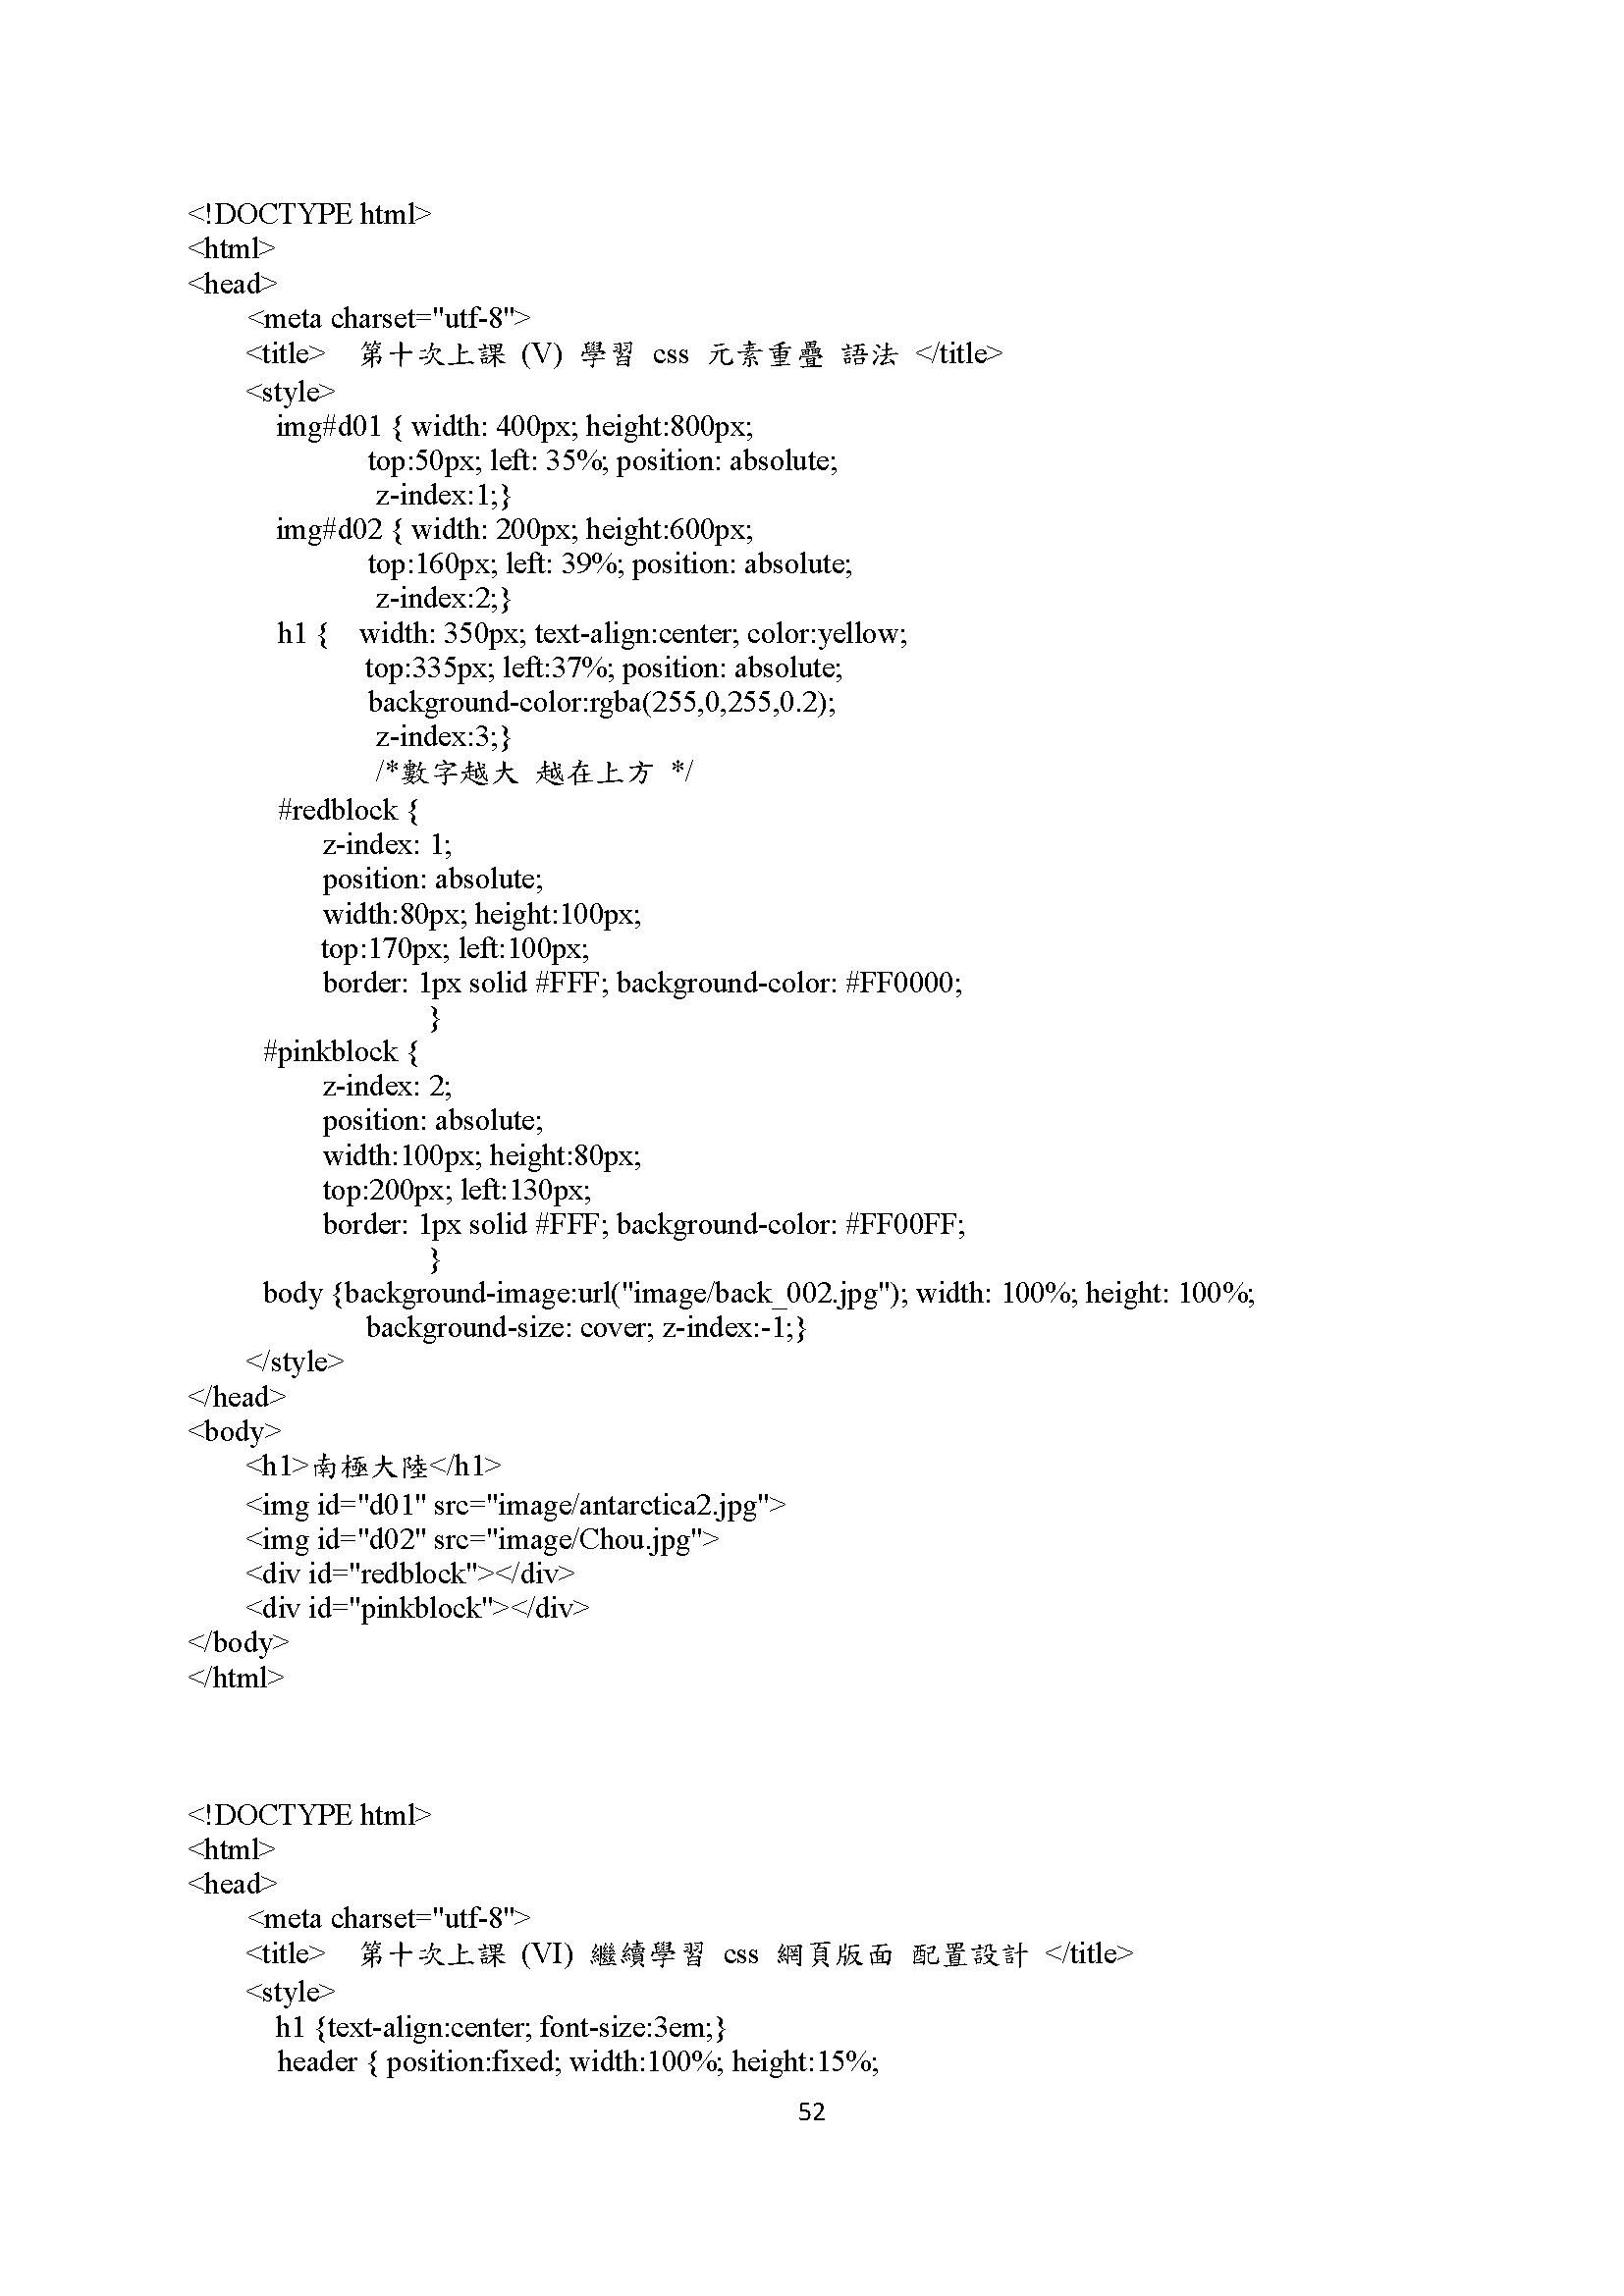 <!DOCTYPE html>
<html>
<head>
<meta charset="utf-8">
<title>  第十次上課 (V) 學習 css 元素重疊 語法 </title>
<style>
img#d01 { width: 400px; height:800px;
top:50px; left: 35%; position: absolute;
z-index:1;}
img#d02 { width: 200px; height:600px;
top:160px; left: 39%; position: absolute;
z-index:2;}
h1 {  width: 350px; text-align:center; color:yellow;
top:335px; left:37%; position: absolute;
background-color:rgba(255,0,255,0.2);
z-index:3;}
/*數字越大 越在上方 */
#redblock {
z-index: 1;
position: absolute;
width:80px; height:100px;
top:170px; left:100px;
border: 1px solid #FFF; background-color: #FF0000;
}
#pinkblock {
z-index: 2;
position: absolute;
width:100px; height:80px;
top:200px; left:130px;
border: 1px solid #FFF; background-color: #FF00FF;
}
body {background-image:url("image/back_002.jpg"); width: 100%; height: 100%;
background-size: cover; z-index:-1;}
</style>
</head>
<body>
<h1>南極大陸</h1>
<img id="d01" src="image/antarctica2.jpg">
<img id="d02" src="image/Chou.jpg">
<div id="redblock"></div>
<div id="pinkblock"></div>
</body>
</html>
<!DOCTYPE html>
<html>
<head>
<meta charset="utf-8">
<title>  第十次上課 (VI) 繼續學習 css 網頁版面 配置設計 </title>
<style>
h1 {text-align:center; font-size:3em;}
header { position:fixed; width:100%; height:15%;
52